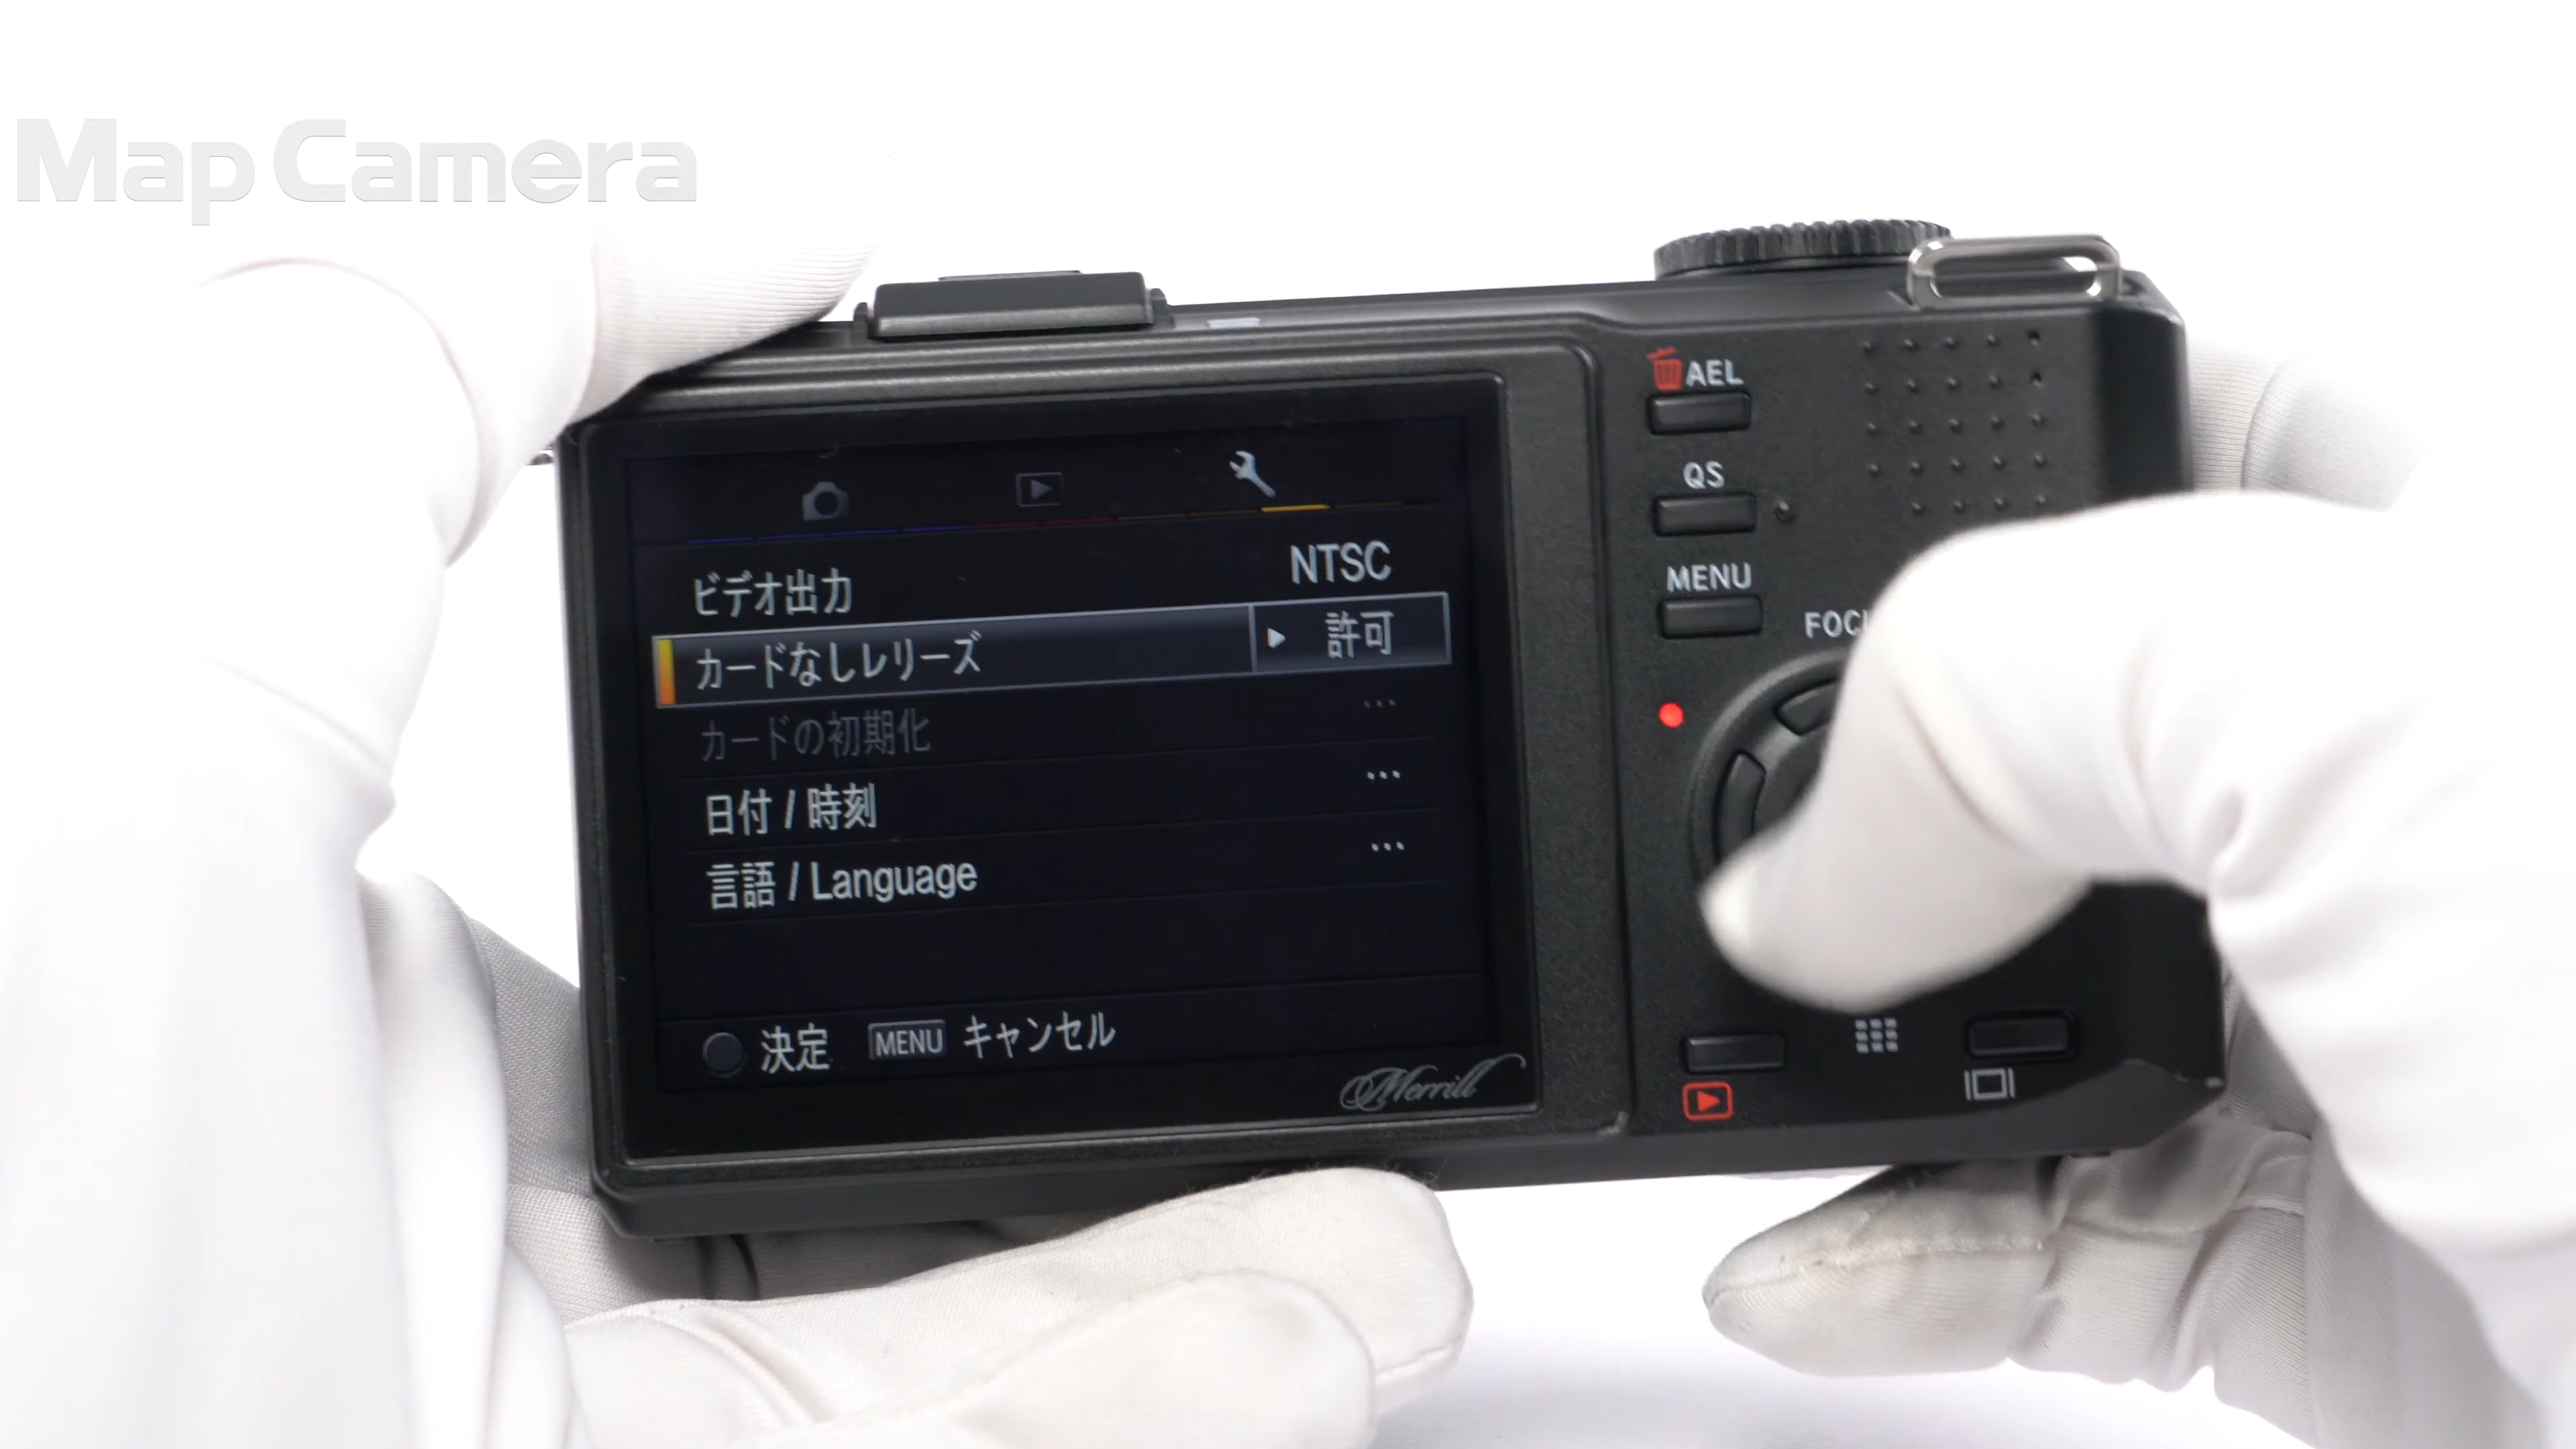 Map Camera
AEL
QS
MENU
FOCU
ビデオ出力 NTSC
カードなしレリーズ 許可
カードの初期化 ...
日付 / 時刻 ...
言語 / Language ...
決定 MENU キャンセル
Merrill